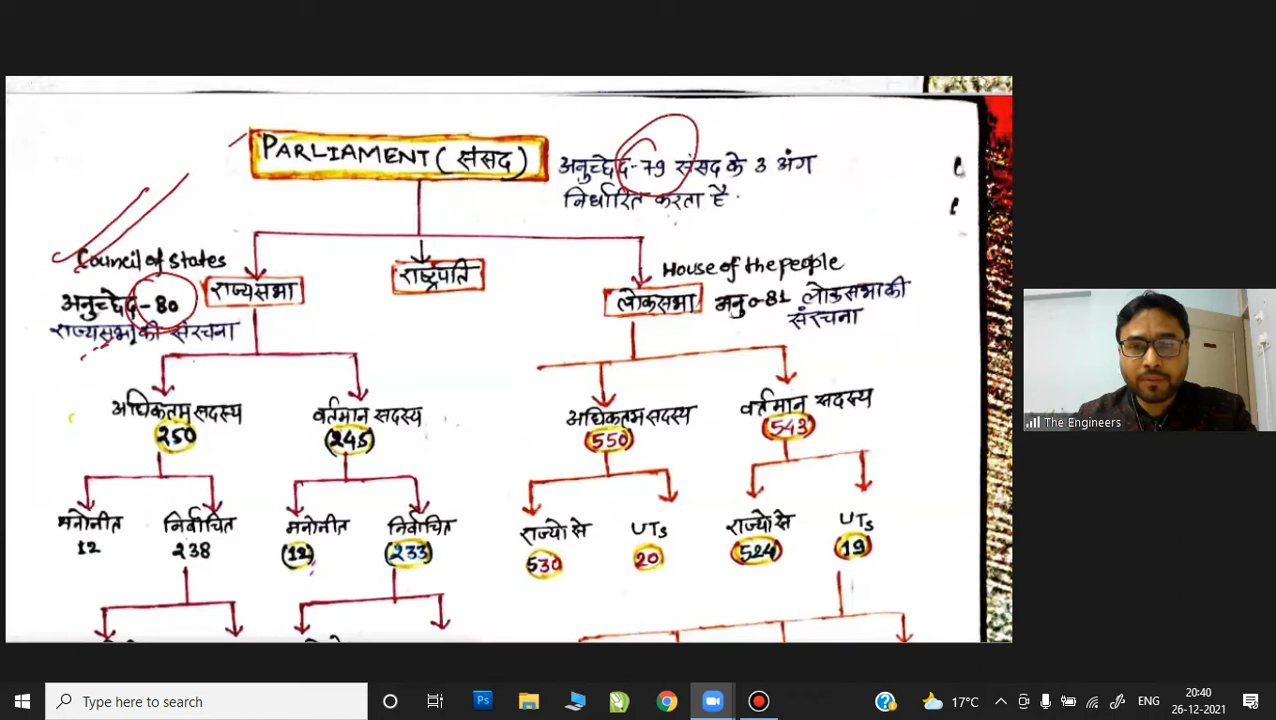 PARLIAMENT (संसद)
अनुच्छेद-79 संसद के 3 अंग
निर्धारित करता है.
Council of States
अनुच्छेद-80
राज्यसभा की संरचना
राज्यसभा
राष्ट्रपति
House of the people
लोकसभा
अनु०-81 लोकसभा की
संरचना
अधिकतम सदस्य
250
वर्तमान सदस्य
(245)
अधिकतम सदस्य
550
वर्तमान सदस्य
543
मनोनीत
12
निर्वाचित
238
मनोनीत
(12)
निर्वाचित
(233)
राज्यो से
530
UTs
20
राज्यो से
524
UTs
19
The Engineers
Type here to search
Ps
17°C
ENG
20:40
26-12-2021